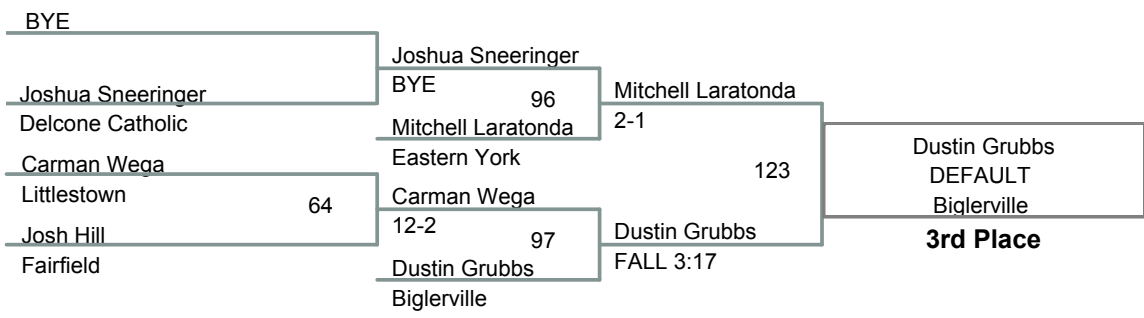 BYE
Joshua Sneeringer
Delcone Catholic
Carman Wega
Littlestown
64
Josh Hill
Fairfield
Joshua Sneeringer
BYE
96
Mitchell Laratonda
Eastern York
Carman Wega
12-2
97
Dustin Grubbs
Biglerville
Mitchell Laratonda
2-1
123
Dustin Grubbs
FALL 3:17
Dustin Grubbs
DEFAULT
Biglerville
3rd Place